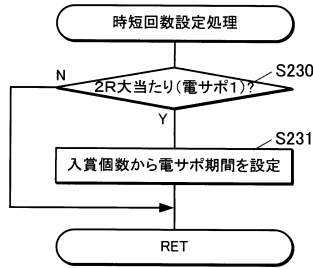 時短回数設定処理
S230
N
2R大当たり(電サポ1)?
Y
S231
入賞個数から電サポ期間を設定
RET